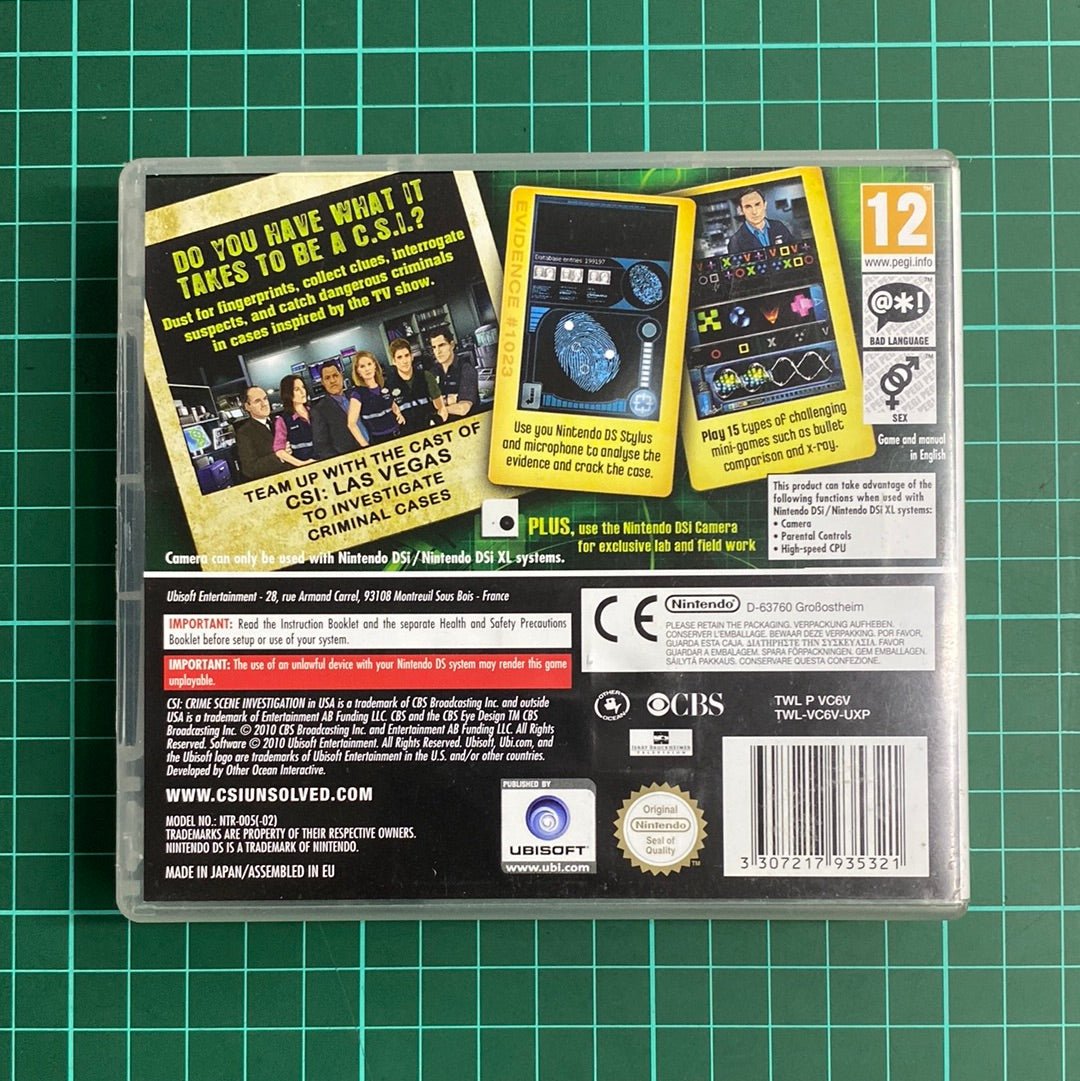 DO YOU HAVE WHAT IT
TAKES TO BE A C.S.I.?
Dust for fingerprints, collect clues, interrogate
suspects, and catch dangerous criminals
in cases inspired by the TV show.
TEAM UP WITH THE CAST OF
CSI: LAS VEGAS
TO INVESTIGATE
CRIMINAL CASES
EVIDENCE #1023
Database entries: 199197
Use you Nintendo DS Stylus
and microphone to analyse the
evidence and crack the case.
Play 15 types of challenging
mini-games such as bullet
comparison and x-ray.
12
www.pegi.info
@*!
BAD LANGUAGE
SEX
Game and manual
in English
PLUS, use the Nintendo DSi Camera
for exclusive lab and field work
Camera can only be used with Nintendo DSi/Nintendo DSi XL systems.
This product can take advantage of the
following functions when used with
Nintendo DSi/Nintendo DSi XL systems:
• Camera
• Parental Controls
• High-speed CPU
Ubisoft Entertainment - 28, rue Armand Carrel, 93108 Montreuil Sous Bois - France
IMPORTANT: Read the Instruction Booklet and the separate Health and Safety Precautions
Booklet before setup or use of your system.
IMPORTANT: The use of an unlawful device with your Nintendo DS system may render this game
unplayable.
CSI: CRIME SCENE INVESTIGATION in USA is a trademark of CBS Broadcasting Inc. and outside
USA is a trademark of Entertainment AB Funding LLC. CBS and the CBS Eye Design TM CBS
Broadcasting Inc. © 2010 CBS Broadcasting Inc. and Entertainment AB Funding LLC. All Rights
Reserved. Software © 2010 Ubisoft Entertainment. All Rights Reserved. Ubisoft, Ubi.com, and
the Ubisoft logo are trademarks of Ubisoft Entertainment in the U.S. and/or other countries.
Developed by Other Ocean Interactive.
WWW.CSIUNSOLVED.COM
MODEL NO.: NTR-005(-02)
TRADEMARKS ARE PROPERTY OF THEIR RESPECTIVE OWNERS.
NINTENDO DS IS A TRADEMARK OF NINTENDO.
MADE IN JAPAN/ASSEMBLED IN EU
CE
Nintendo D-63760 Großostheim
PLEASE RETAIN THE PACKAGING. VERPACKUNG AUFHEBEN.
CONSERVER L'EMBALLAGE. BEWAAR DEZE VERPAKKING. POR FAVOR,
GUARDA ESTA CAJA. ΔΙΑΤΗΡΗΣΤΕ ΤΗΝ ΣΥΣΚΕΥΑΣΙΑ. FAVOR
GUARDAR A EMBALAGEM. SPARA FÖRPACKNINGEN. GEM EMBALLAGEN.
SÄILYTÄ PAKKAUS. CONSERVARE QUESTA CONFEZIONE.
OTHER
OCEAN
CBS
JERRY BRUCKHEIMER
TELEVISION
TWL P VC6V
TWL-VC6V-UXP
PUBLISHED BY
UBISOFT
www.ubi.com
Original
Nintendo
Seal of
Quality
TM
3 307217 935321